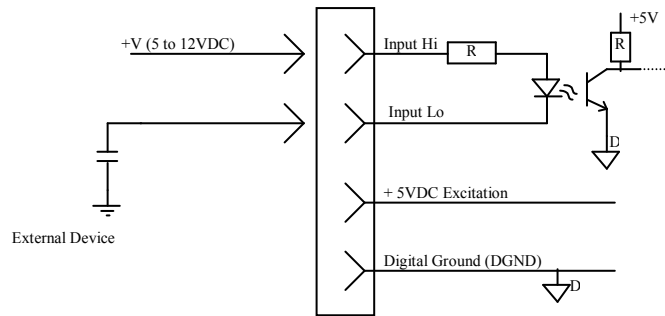 +5V
+V (5 to 12VDC)
Input Hi
R
R
Input Lo
D
+ 5VDC Excitation
External Device
Digital Ground (DGND)
D